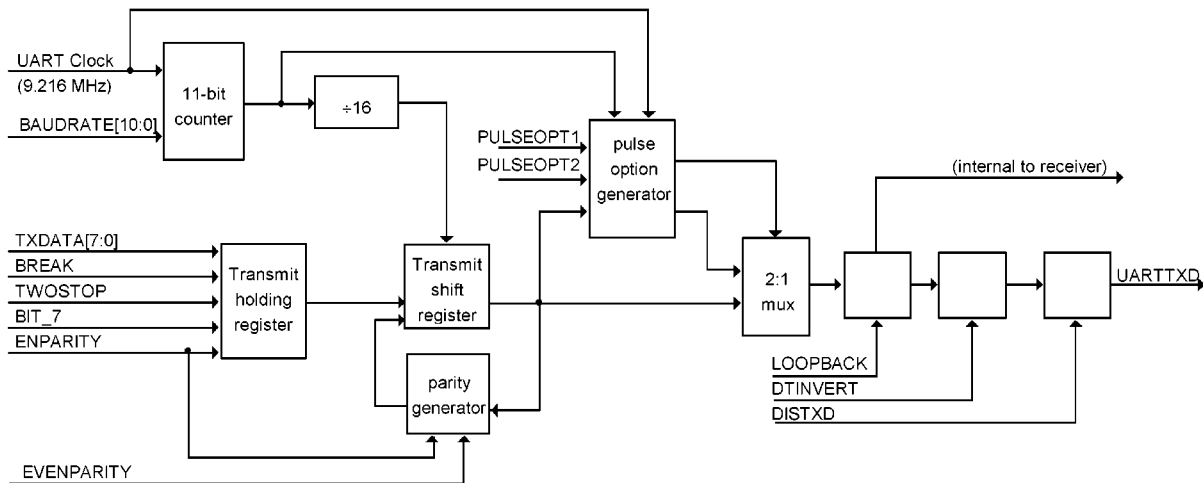 UART Clock
(9.216 MHz)
BAUDRATE[10:0]
11-bit
counter
÷16
PULSEOPT1
PULSEOPT2
pulse
option
generator
(internal to receiver)
TXDATA[7:0]
BREAK
TWOSTOP
BIT_7
ENPARITY
Transmit
holding
register
Transmit
shift
register
2:1
mux
UARTTXD
parity
generator
LOOPBACK
DTINVERT
DISTXD
EVENPARITY